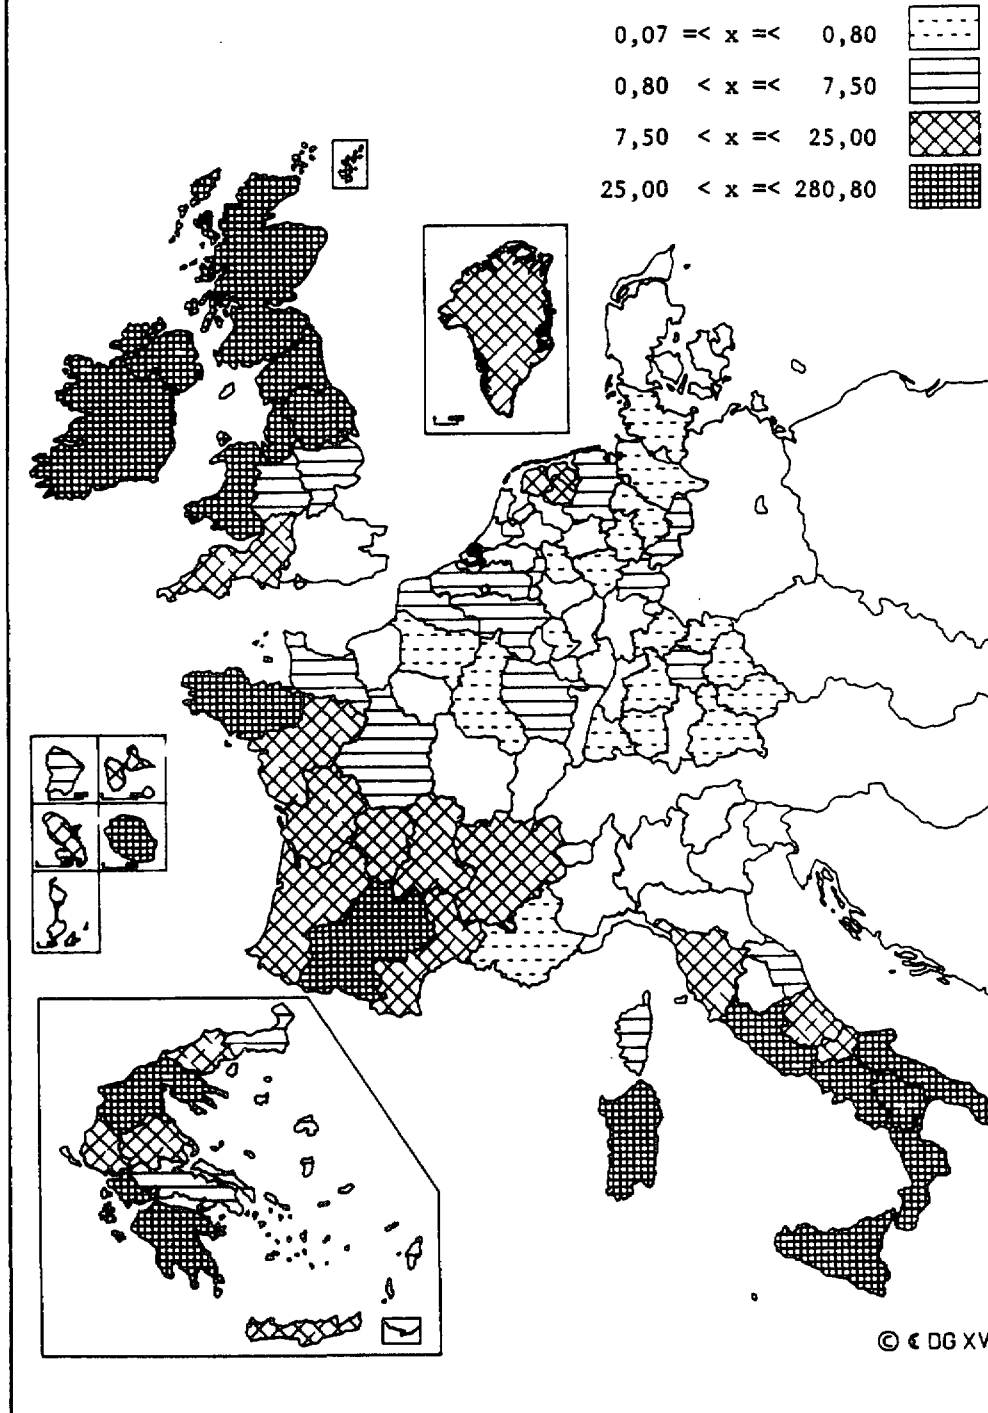 0,07 =< x =< 0,80
0,80 < x =< 7,50
7,50 < x =< 25,00
25,00 < x =< 280,80
© € DG XV